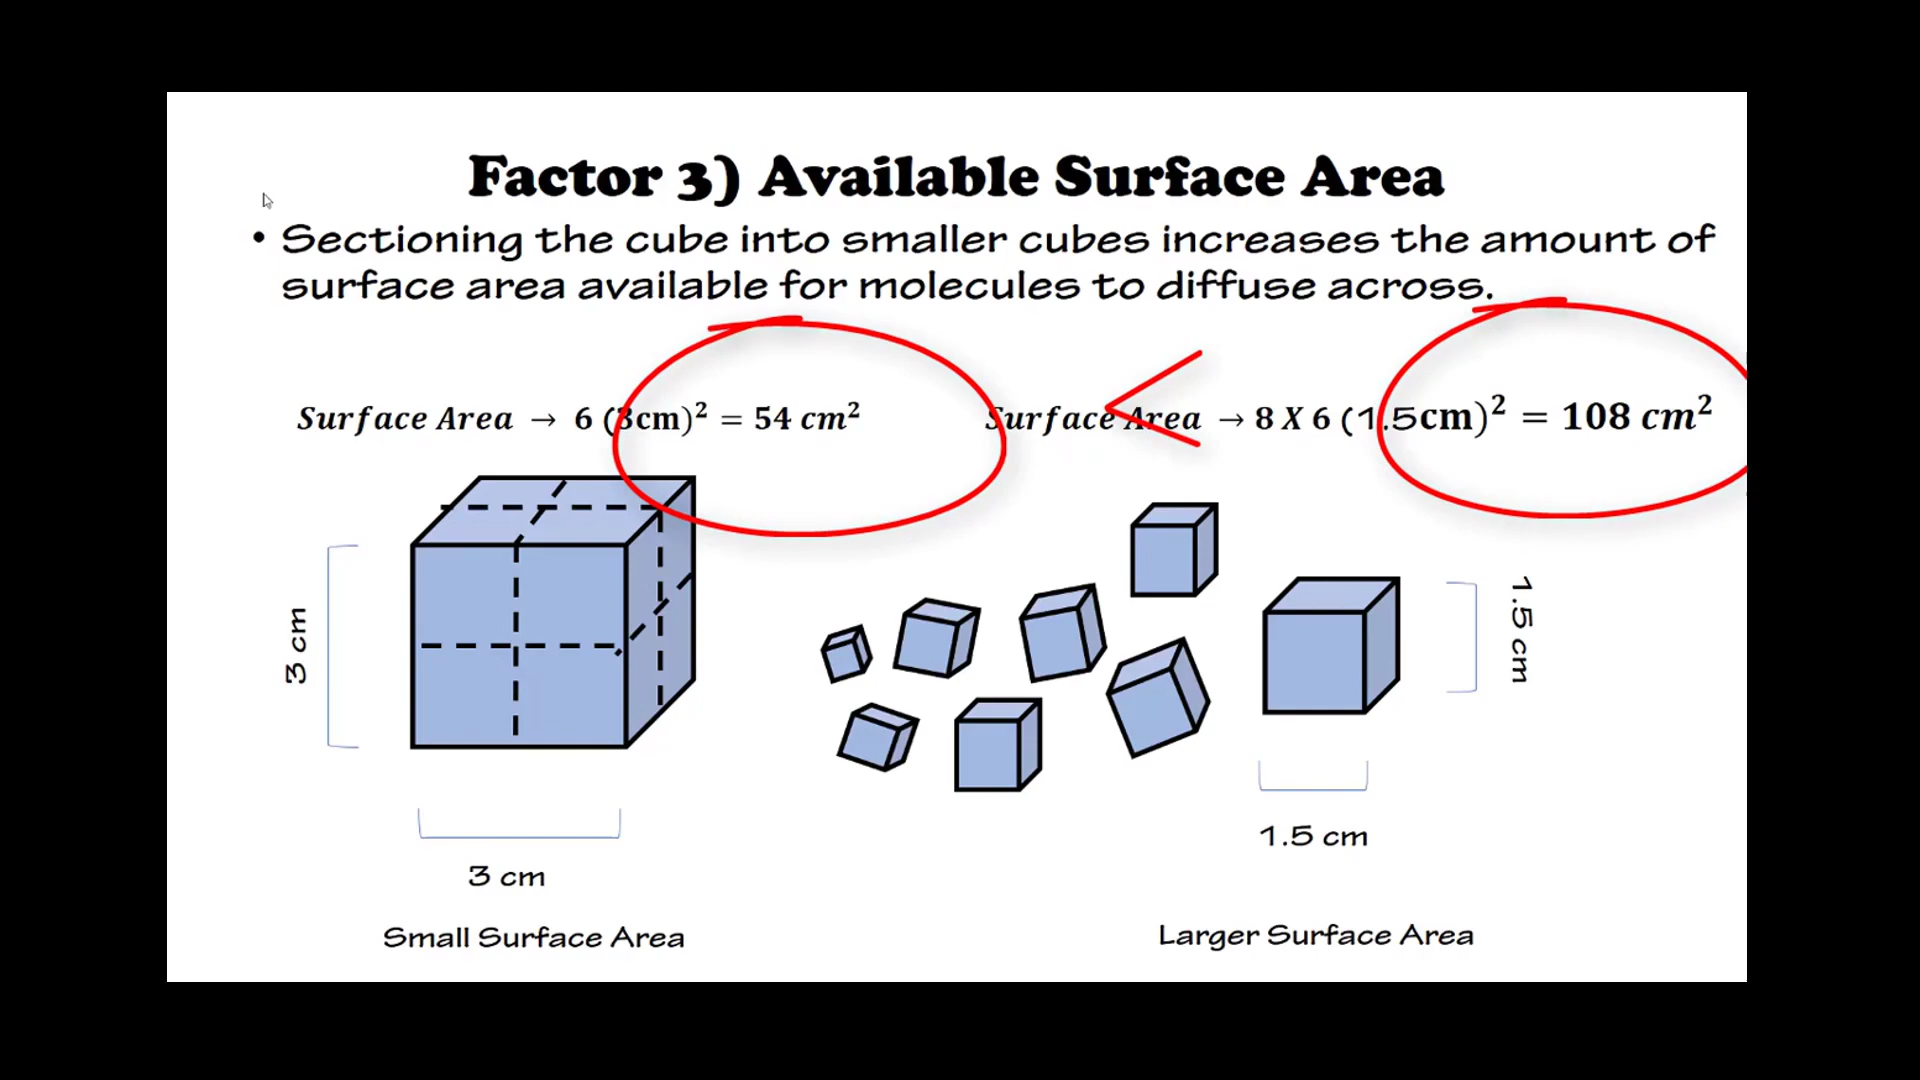 Factor 3) Available Surface Area
• Sectioning the cube into smaller cubes increases the amount of
surface area available for molecules to diffuse across.
Surface Area → 6 (3cm)² = 54 cm²
Surface Area → 8 X 6 (1.5cm)² = 108 cm²
3 cm
1.5 cm
1.5 cm
3 cm
Small Surface Area
Larger Surface Area